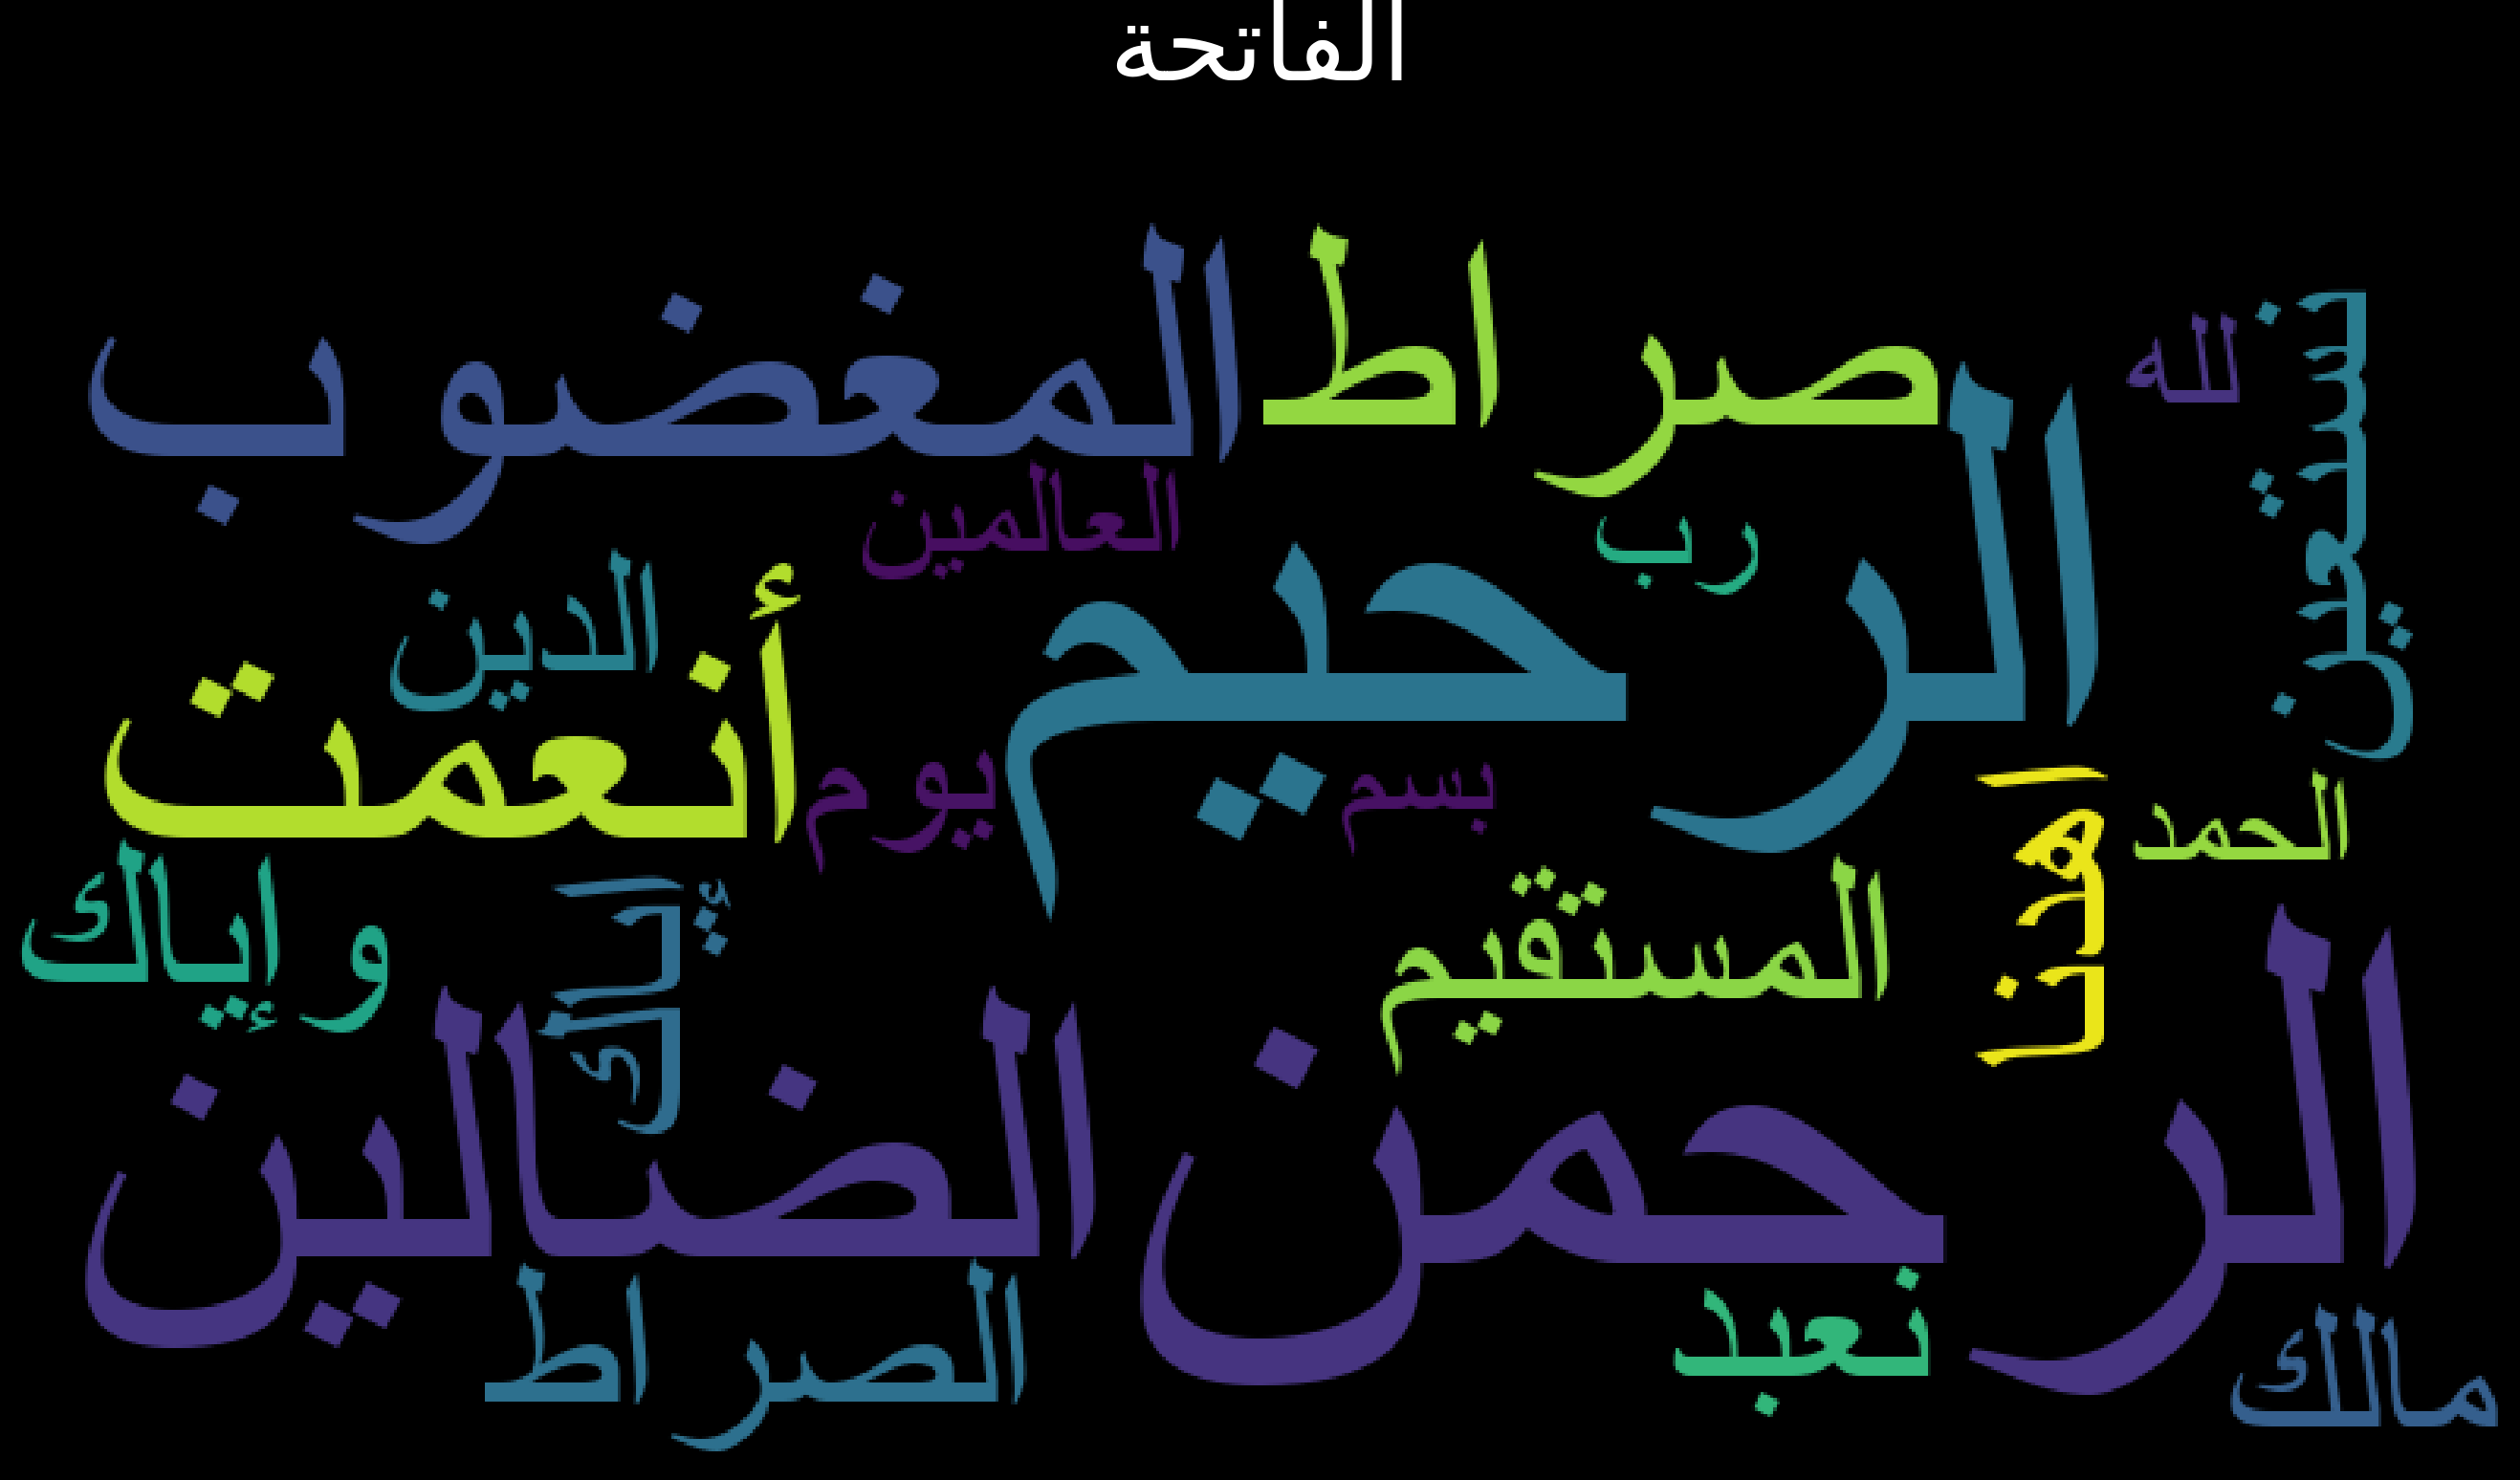 الفاتحة
المغضوب
صراط
لله
نستعين
العالمين
رب
الرحيم
الدين
أنعمت
يوم
بسم
اهدنا
الحمد
وإياك
إياك
المستقيم
الضالين
الرحمن
الصراط
نعبد
مالك